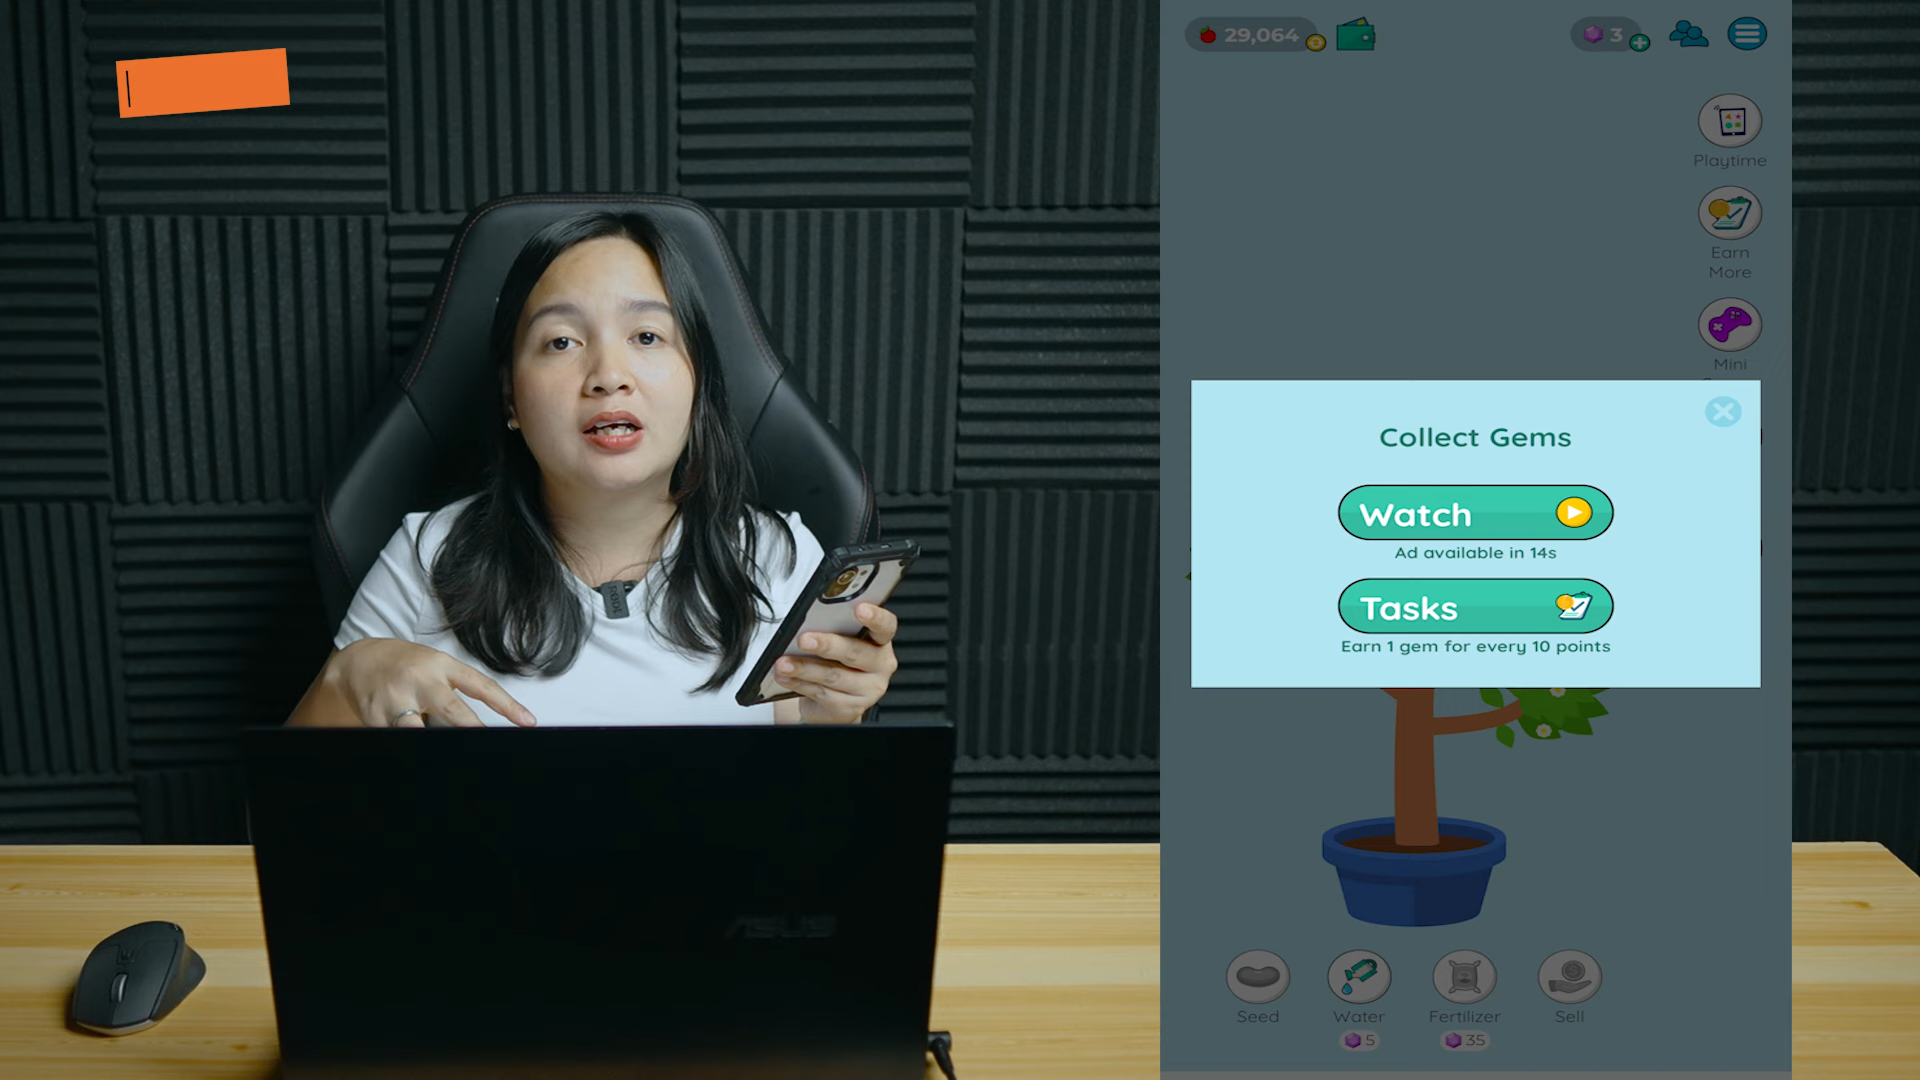 29,064
3
Playtime
Earn
More
Mini
Collect Gems
Watch
Ad available in 14s
Tasks
Earn 1 gem for every 10 points
Seed
Water
Fertilizer
Sell
5
35
ASUS